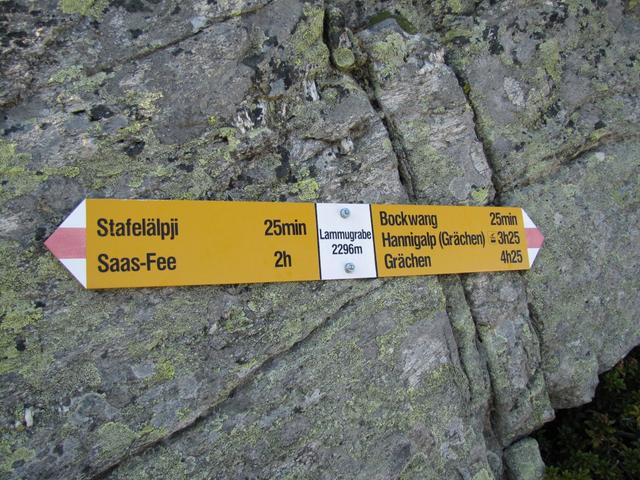 Stafelälpji 25min
Saas-Fee 2h
Lammugrabe
2296m
Bockwang 25min
Hannigalp (Grächen) 3h25
Grächen 4h25